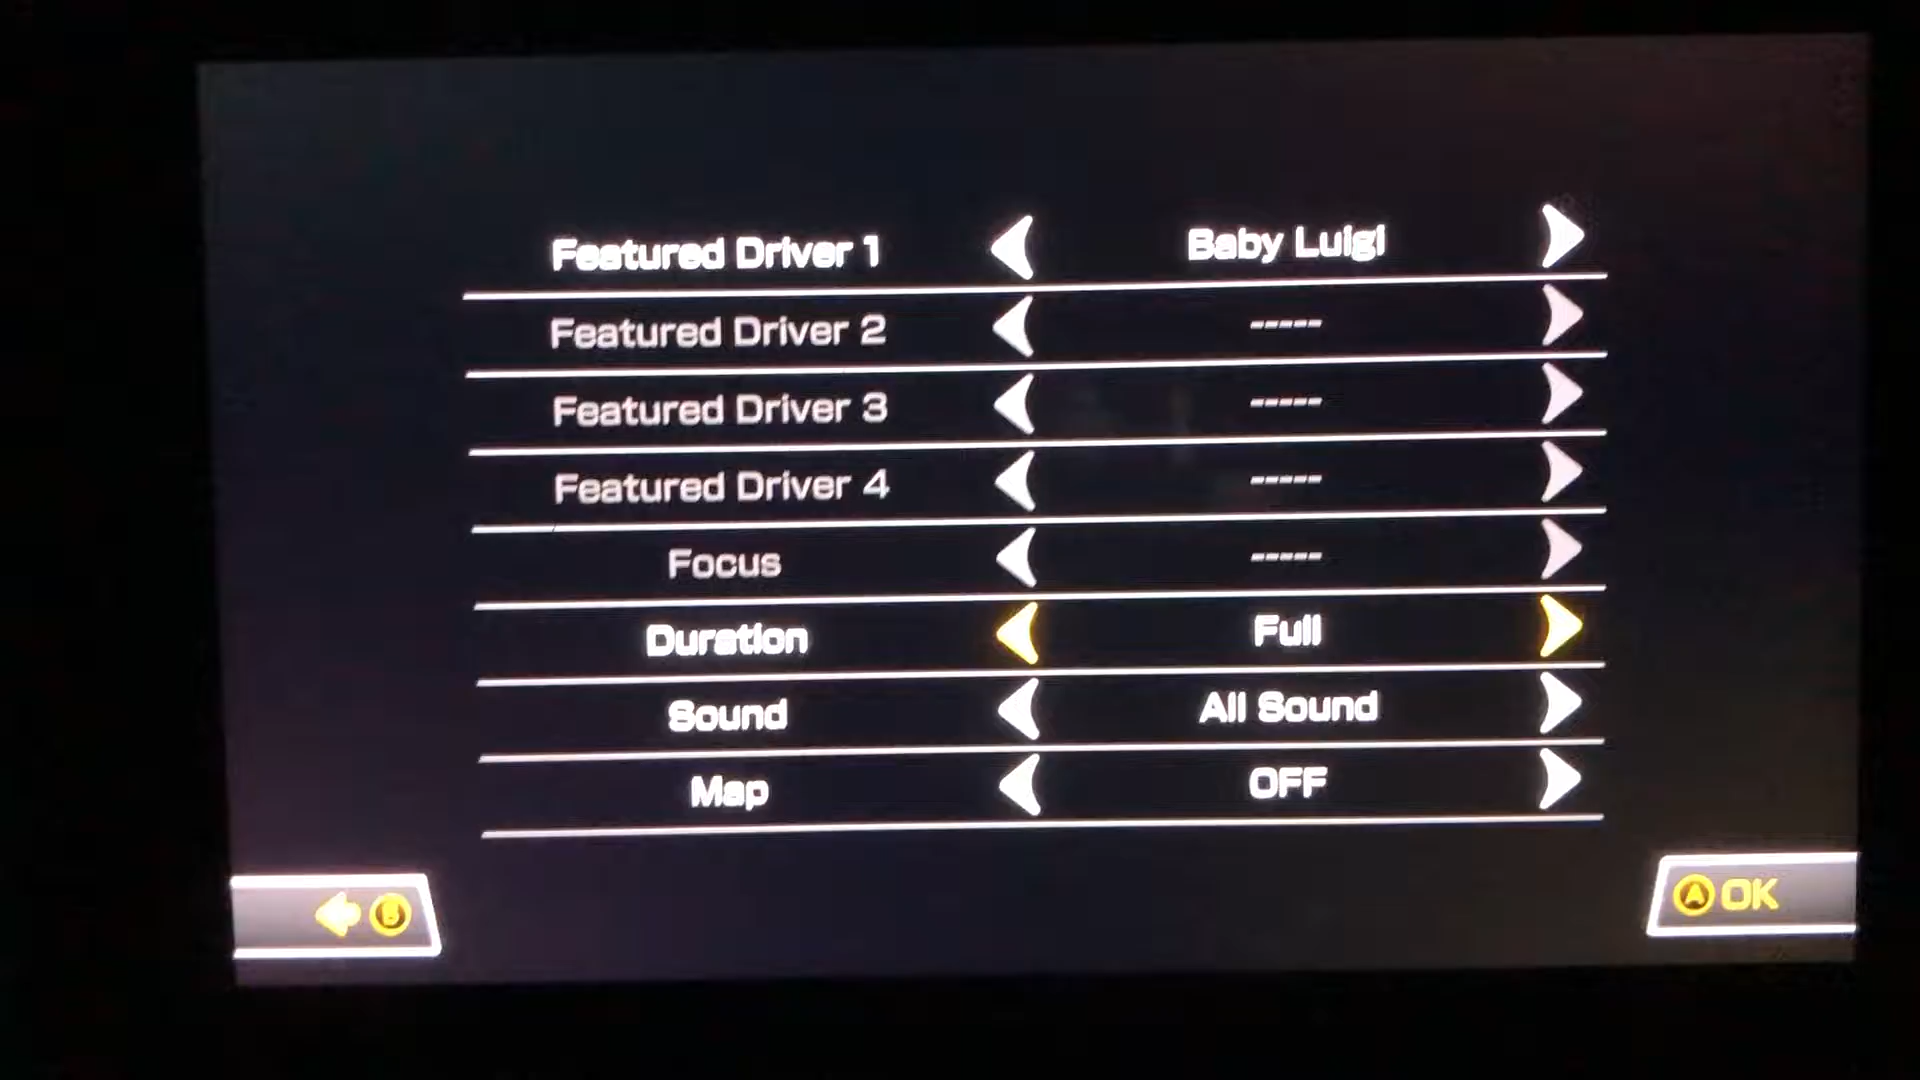 Featured Driver 1 Baby Luigi
Featured Driver 2 -----
Featured Driver 3 -----
Featured Driver 4 -----
Focus -----
Duration Full
Sound All Sound
Map OFF
B
A OK